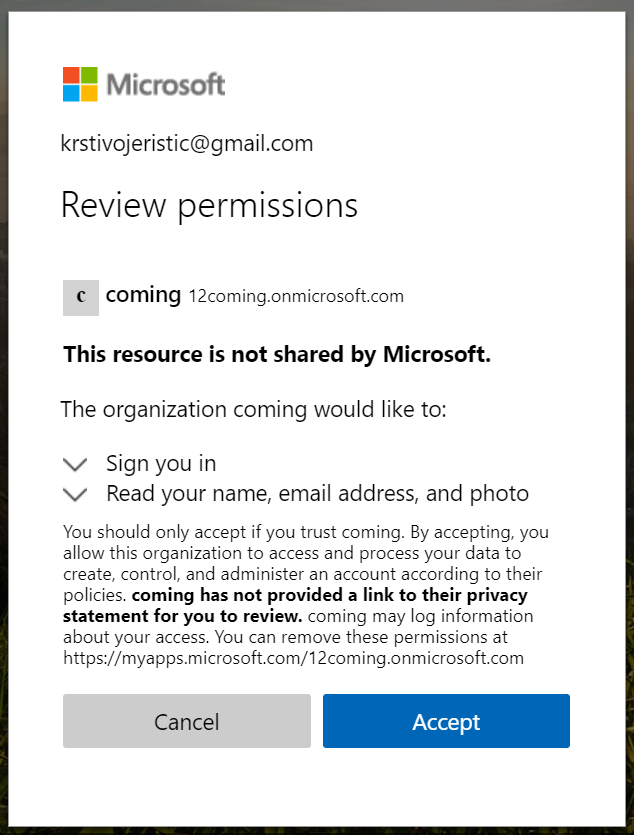 Microsoft
krstivojeristic@gmail.com
Review permissions
c coming 12coming.onmicrosoft.com
This resource is not shared by Microsoft.
The organization coming would like to:
Sign you in
Read your name, email address, and photo
You should only accept if you trust coming. By accepting, you
allow this organization to access and process your data to
create, control, and administer an account according to their
policies. coming has not provided a link to their privacy
statement for you to review. coming may log information
about your access. You can remove these permissions at
https://myapps.microsoft.com/12coming.onmicrosoft.com
Cancel Accept